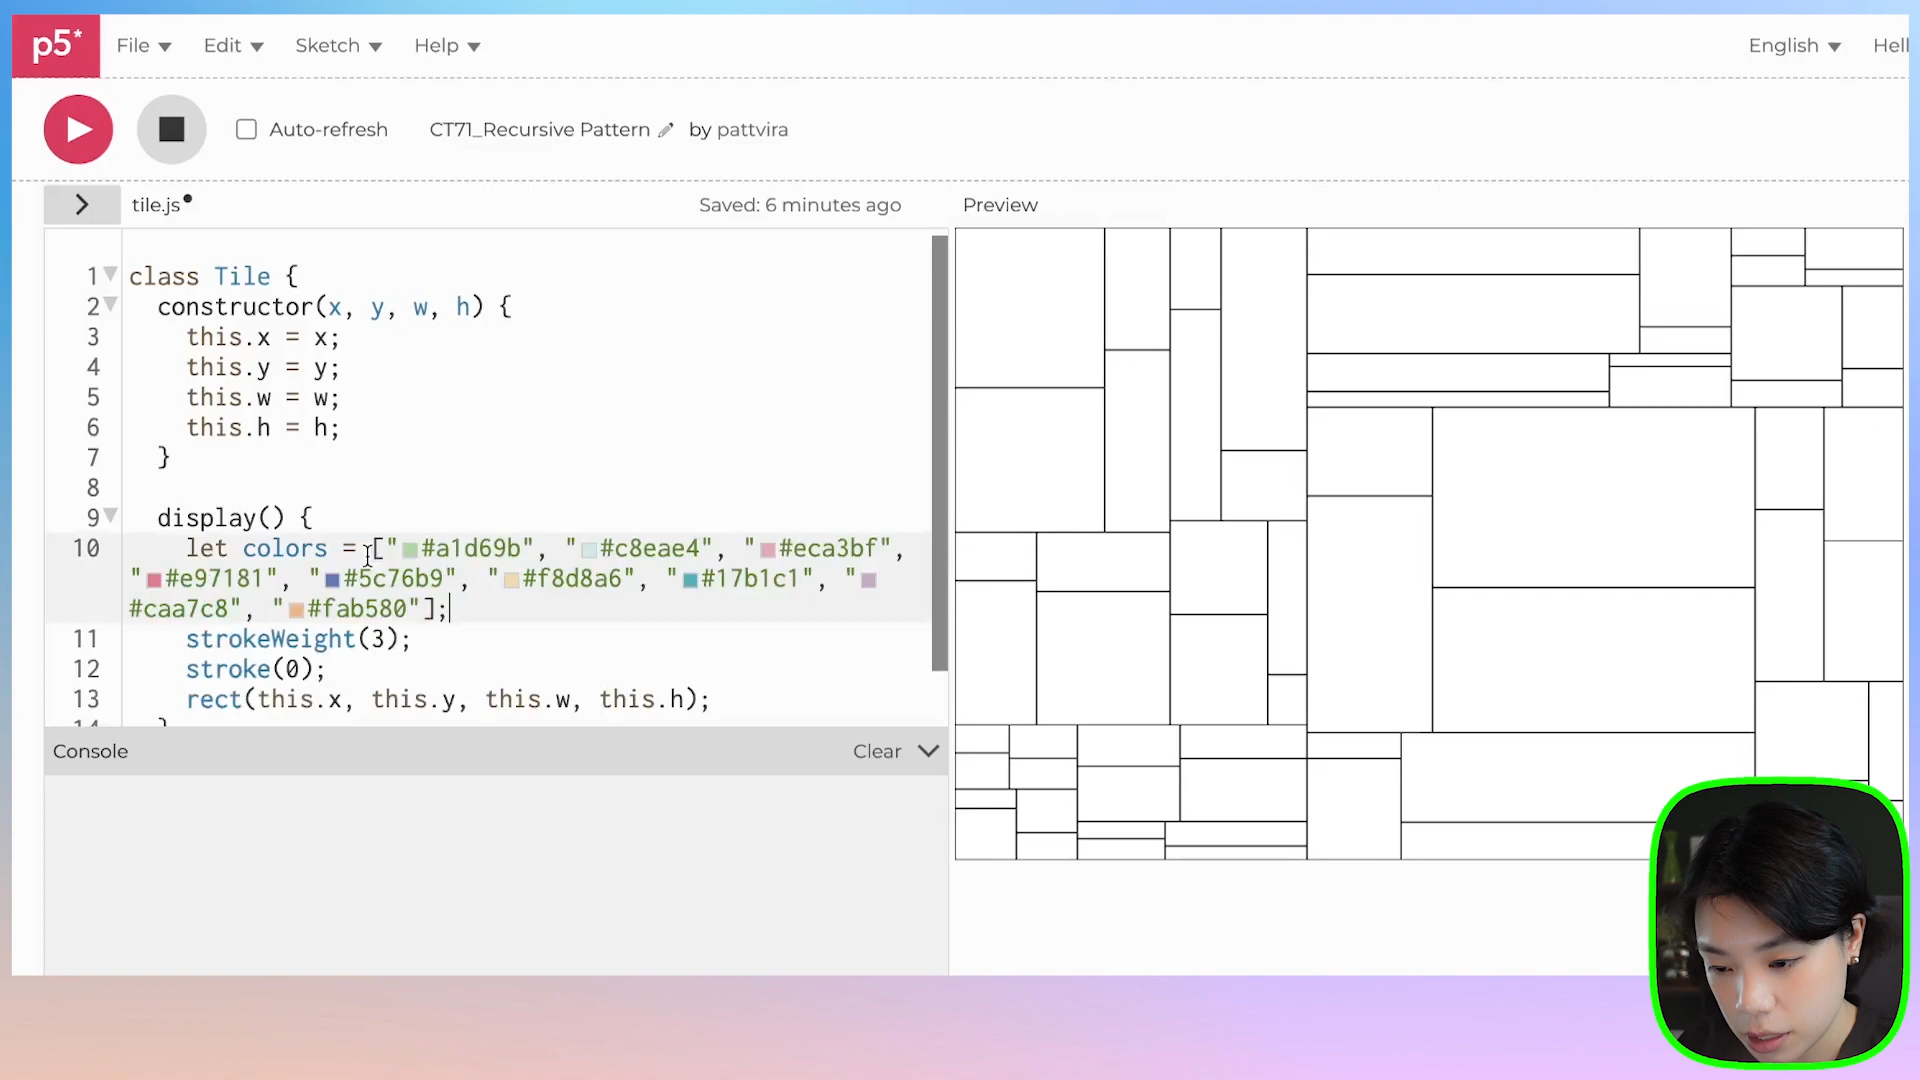 p5* File Edit Sketch Help English Hell
Auto-refresh CT71_Recursive Pattern by pattvira
> tile.js● Saved: 6 minutes ago Preview
1 class Tile {
2 constructor(x, y, w, h) {
3 this.x = x;
4 this.y = y;
5 this.w = w;
6 this.h = h;
7 }
8
9 display() {
10 let colors = ["#a1d69b", "#c8eae4", "#eca3bf",
"#e97181", "#5c76b9", "#f8d8a6", "#17b1c1", "
#caa7c8", "#fab580"];
11 strokeWeight(3);
12 stroke(0);
13 rect(this.x, this.y, this.w, this.h);
14 }
Console Clear